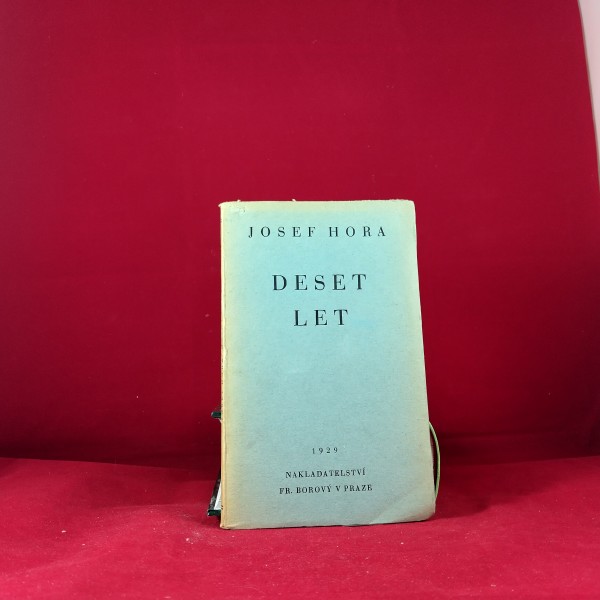 JOSEF HORA
DESET
LET
1929
NAKLADATELSTVÍ
FR. BOROVÝ V PRAZE